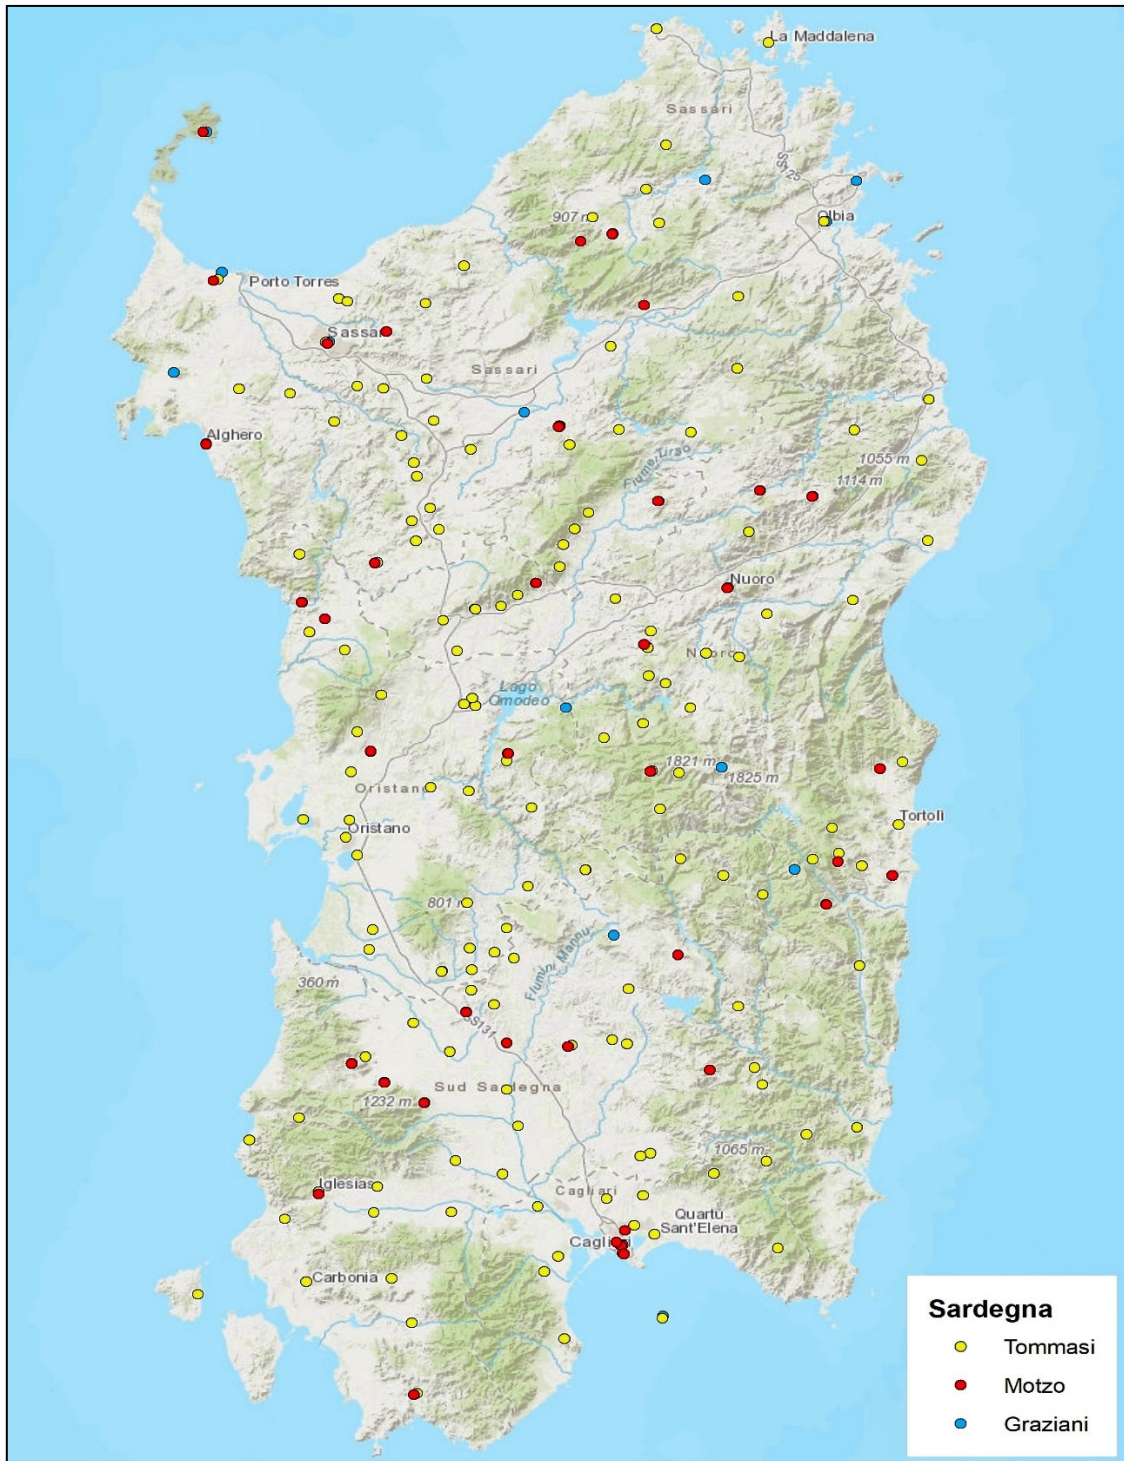 La Maddalena
Sassari
SS125
907 m
Olbia
Porto Torres
Sassari
Sassari
Alghero
Fiume Tirso
1055 m
1114 m
Nuoro
Nuoro
Lago
Omodeo
1821 m
1825 m
Oristano
Tortolì
Oristano
801 m
Flumini Mannu
360 m
SS131
Sud Sardegna
1232 m
1065 m
Iglesias
Cagliari
Quartu
Sant'Elena
Cagliari
Carbonia
Sardegna
Tommasi
Motzo
Graziani